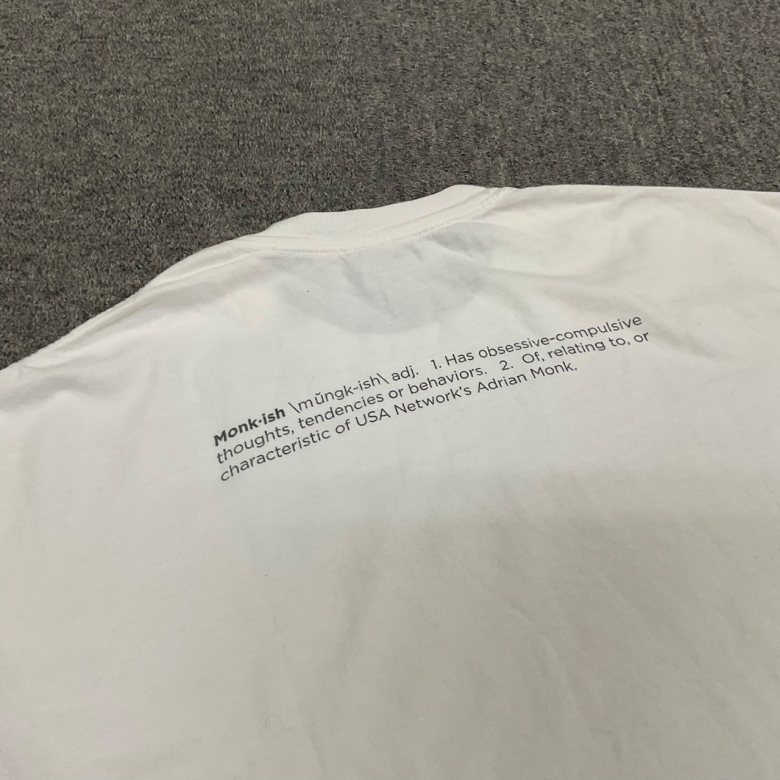 Monk·ish \mŭngk-ish\ adj. 1. Has obsessive-compulsive
thoughts, tendencies or behaviors. 2. Of, relating to, or
characteristic of USA Network's Adrian Monk.